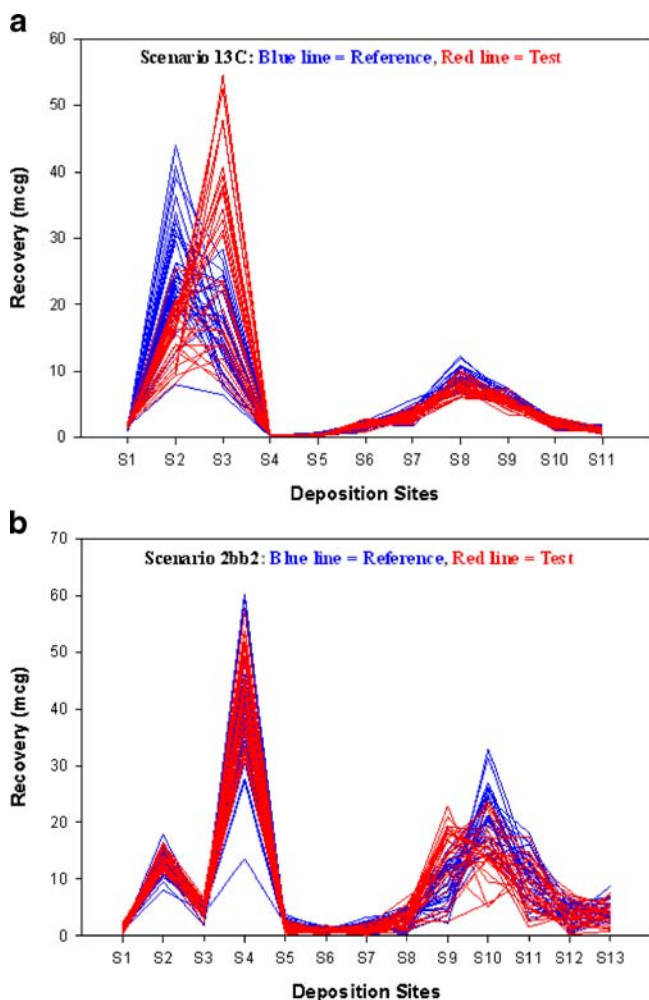 a
60
50
40
30
20
10
0
Recovery (mcg)
Scenario 13C: Blue line = Reference, Red line = Test
S1 S2 S3 S4 S5 S6 S7 S8 S9 S10 S11
Deposition Sites
b
70
60
50
40
30
20
10
0
Recovery (mcg)
Scenario 2bb2: Blue line = Reference, Red line = Test
S1 S2 S3 S4 S5 S6 S7 S8 S9 S10 S11 S12 S13
Deposition Sites